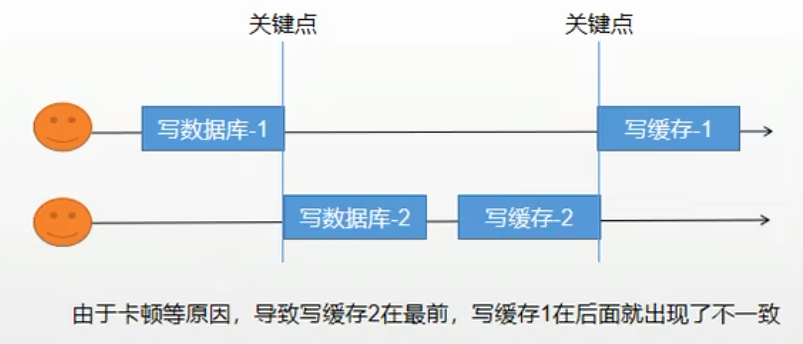 关键点 关键点
写数据库-1 写缓存-1
写数据库-2 写缓存-2
由于卡顿等原因，导致写缓存2在最前，写缓存1在后面就出现了不一致